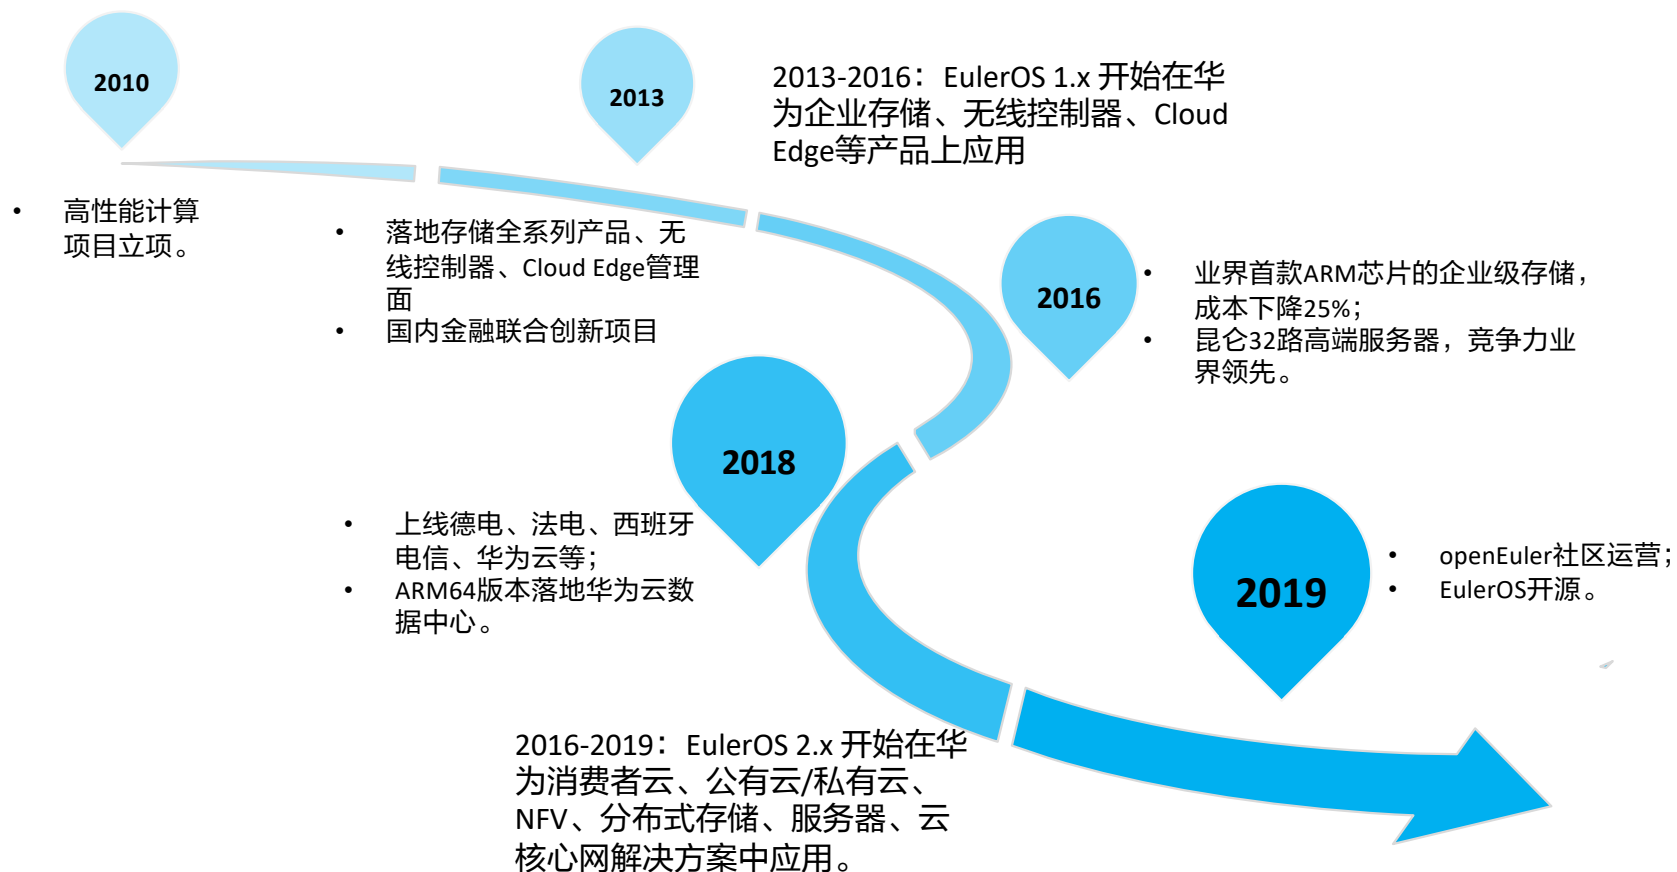 2010
• 高性能计算
项目立项。
2013
• 落地存储全系列产品、无
线控制器、Cloud Edge管理
面
• 国内金融联合创新项目
2013-2016：EulerOS 1.x 开始在华
为企业存储、无线控制器、Cloud
Edge等产品上应用
2016
• 业界首款ARM芯片的企业级存储，
成本下降25%；
• 昆仑32路高端服务器，竞争力业
界领先。
2018
• 上线德电、法电、西班牙
电信、华为云等；
• ARM64版本落地华为云数
据中心。
2019
• openEuler社区运营；
• EulerOS开源。
2016-2019：EulerOS 2.x 开始在华
为消费者云、公有云/私有云、
NFV、分布式存储、服务器、云
核心网解决方案中应用。